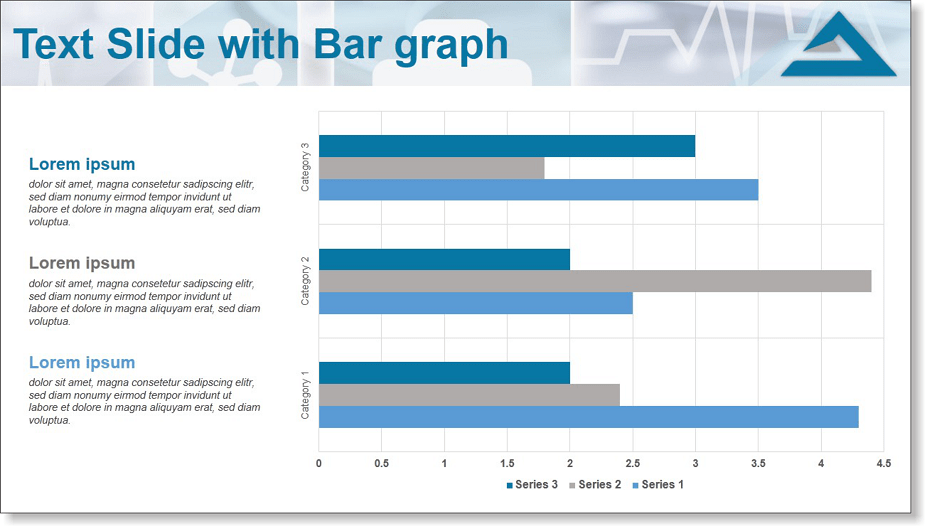 Text Slide with Bar graph
Lorem ipsum
dolor sit amet, magna consetetur sadipscing elitr,
sed diam nonumy eirmod tempor invidunt ut
labore et dolore in magna aliquyam erat, sed diam
voluptua.
Lorem ipsum
dolor sit amet, magna consetetur sadipscing elitr,
sed diam nonumy eirmod tempor invidunt ut
labore et dolore in magna aliquyam erat, sed diam
voluptua.
Lorem ipsum
dolor sit amet, magna consetetur sadipscing elitr,
sed diam nonumy eirmod tempor invidunt ut
labore et dolore in magna aliquyam erat, sed diam
voluptua.
Category 3
Category 2
Category 1
0 0.5 1 1.5 2 2.5 3 3.5 4 4.5
Series 3 Series 2 Series 1